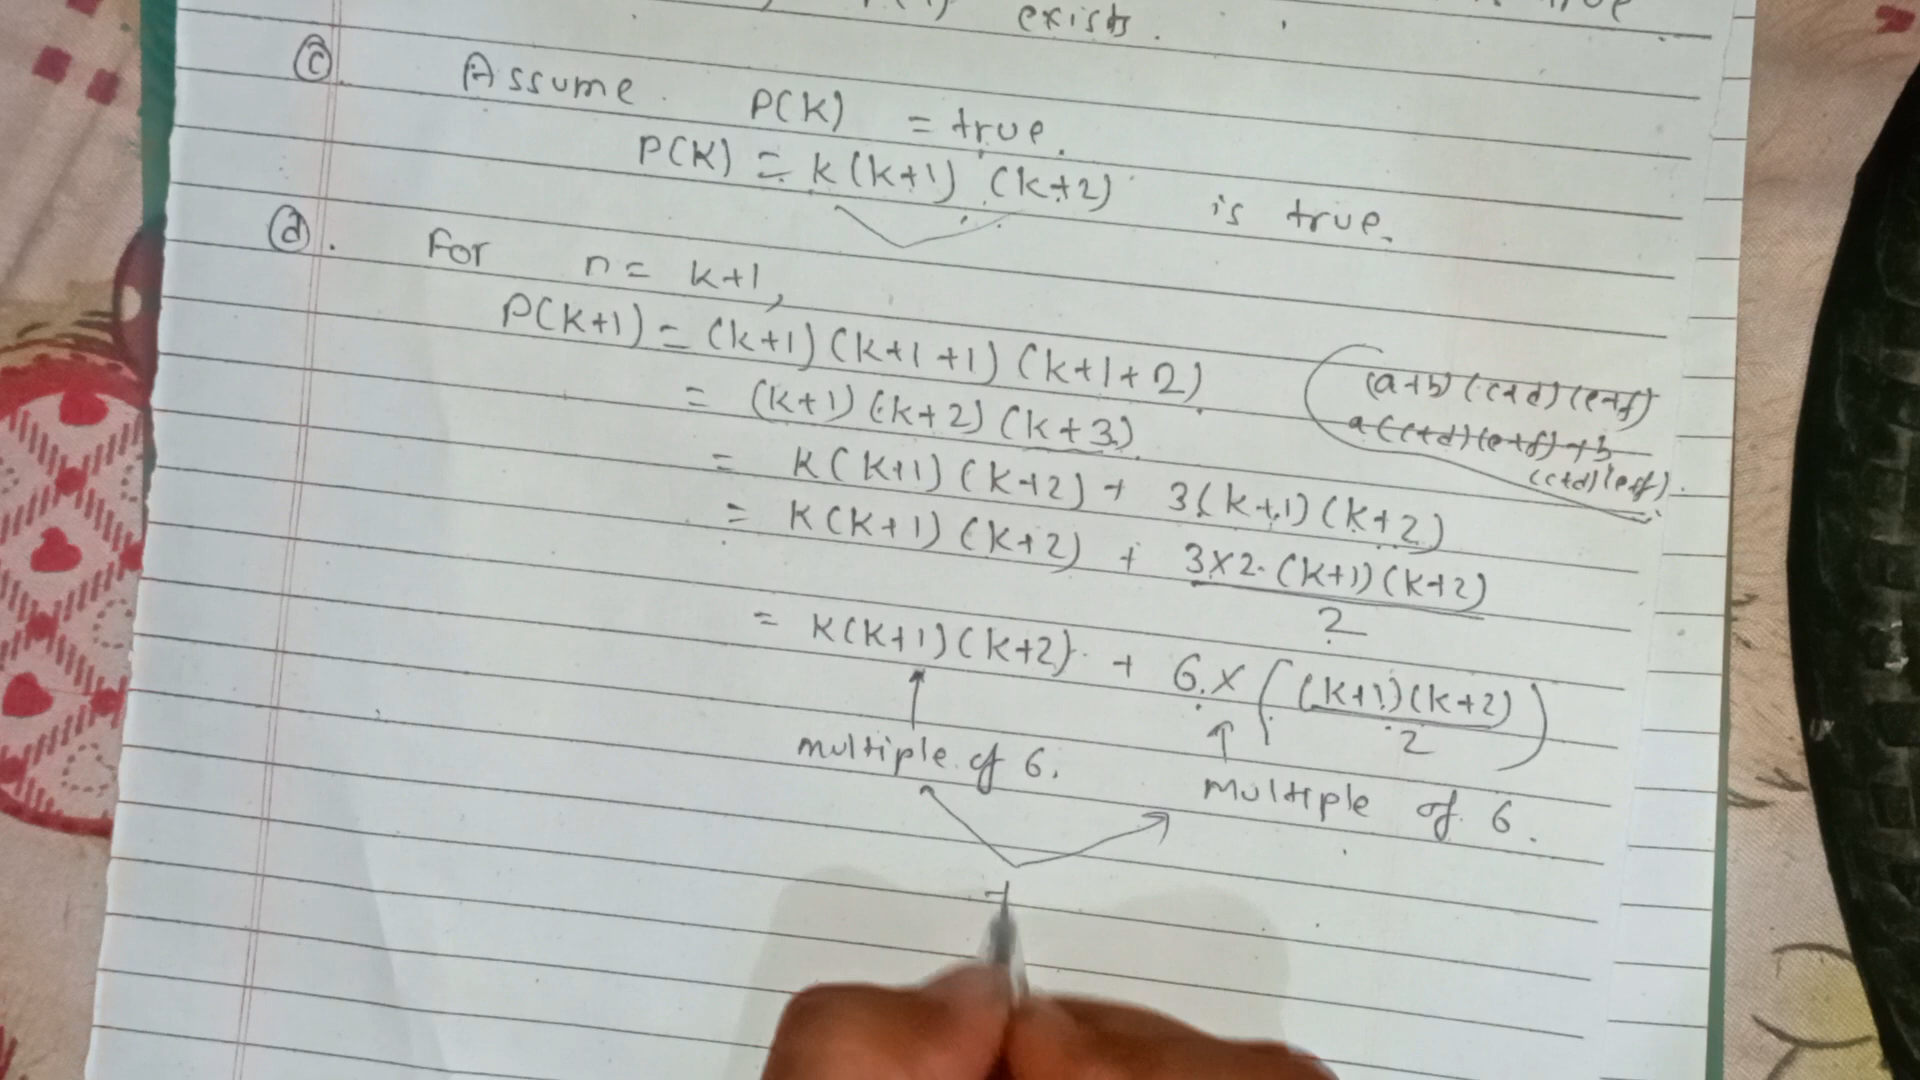 exists.
(c). Assume P(K) = true.
P(K) = k(k+1) (k+2) is true.
(d). For n = k+1,
P(k+1) = (k+1)(k+1+1)(k+1+2)
= (k+1)(k+2)(k+3)
(a+b)(c+d)(e+f)
a(c+d)(e+f)+b
(c+d)(e+f).
= k(k+1)(k+2) + 3(k+1)(k+2)
= k(k+1)(k+2) + 3x2.(k+1)(k+2)
2
= k(k+1)(k+2) + 6.x((k+1)(k+2))
2
multiple of 6.
multiple of 6.